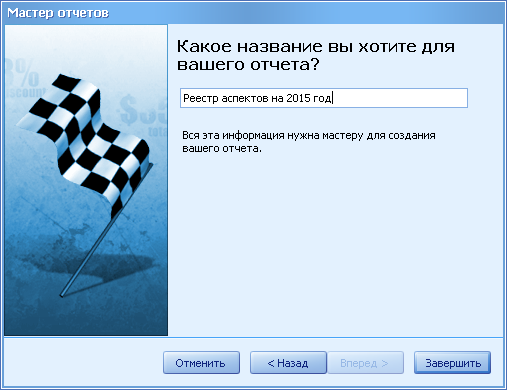 Мастер отчетов
Какое название вы хотите для
вашего отчета?
Реестр аспектов на 2015 год
Вся эта информация нужна мастеру для создания
вашего отчета.
Отменить
< Назад
Вперед >
Завершить